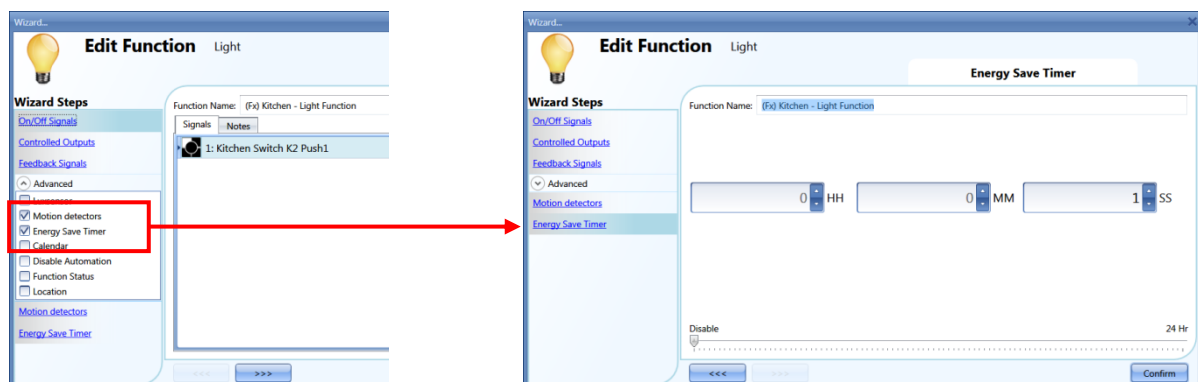 Wizard...
Edit Function Light
Wizard Steps
On/Off Signals
Controlled Outputs
Feedback Signals
Advanced
Motion detectors
Energy Save Timer
Calendar
Disable Automation
Function Status
Location
Motion detectors
Energy Save Timer
Function Name: (Fx) Kitchen - Light Function
Signals Notes
1: Kitchen Switch K2 Push1
<<< >>>
Wizard...
Edit Function Light
Energy Save Timer
Wizard Steps
On/Off Signals
Controlled Outputs
Feedback Signals
Advanced
Motion detectors
Energy Save Timer
Function Name: (Fx) Kitchen - Light Function
0 HH 0 MM 1 SS
Disable 24 Hr
<<< >>> Confirm